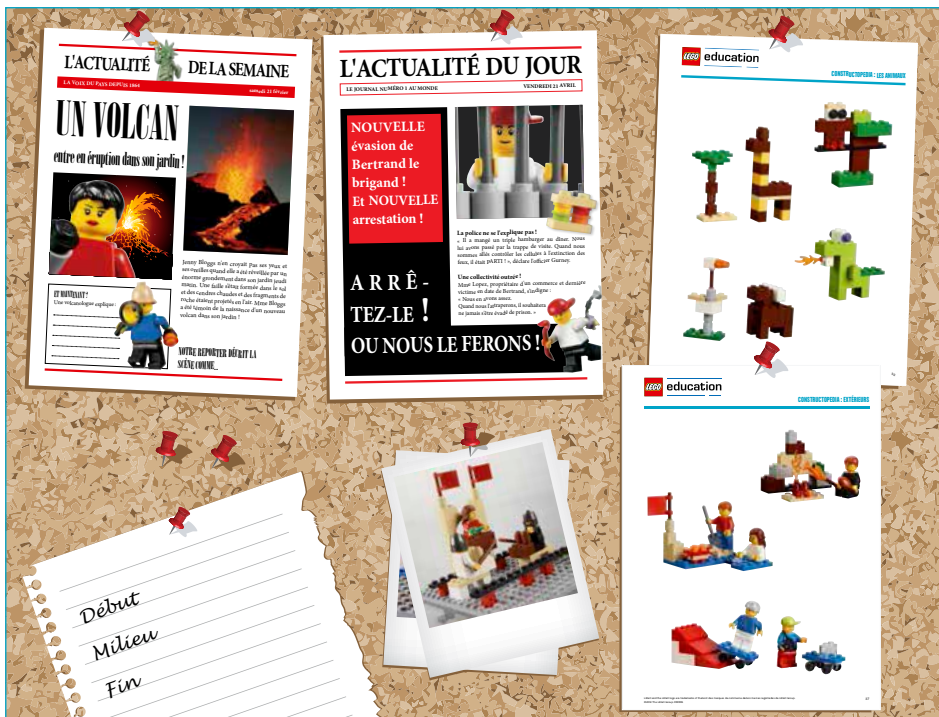 L'ACTUALITÉ DE LA SEMAINE
LA VOIX DU PAYS DEPUIS 1864
samedi 21 février
UN VOLCAN
entre en éruption dans son jardin !
Jenny Bloggs n'en croyait pas ses yeux et
ses oreilles quand elle a été réveillée par un
énorme grondement dans son jardin jeudi
matin. Une faille s'était formée dans le sol
et des cendres chaudes et des fragments de
roche étaient projetés en l'air. Mme Bloggs
a été témoin de la naissance d'un nouveau
volcan dans son jardin !
ET MAINTENANT ?
Une volcanologue explique :
NOTRE REPORTER DÉCRIT LA
SCÈNE COMME...
L'ACTUALITÉ DU JOUR
LE JOURNAL NUMÉRO 1 AU MONDE
VENDREDI 21 AVRIL
NOUVELLE
évasion de
Bertrand le
brigand !
Et NOUVELLE
arrestation !
ARRÊ-
TEZ-LE !
OU NOUS LE FERONS !
La police ne se l'explique pas !
« Il a mangé un triple hamburger au dîner. Nous
lui avons passé par la trappe de visite. Quand nous
sommes allés contrôler les cellules à l'extinction des
feux, il était PARTI ! », déclare l'officier Gurney.
Une collectivité outrée !
Mme Lopez, propriétaire d'un commerce et dernière
victime en date de Bertrand, s'indigne :
« Nous en avons assez.
Quand nous l'attraperons, il souhaitera
ne jamais s'être évadé de prison. »
LEGO education
CONSTRUCTOPEDIA : LES ANIMAUX
LEGO education
CONSTRUCTOPEDIA : EXTÉRIEURS
Début
Milieu
Fin